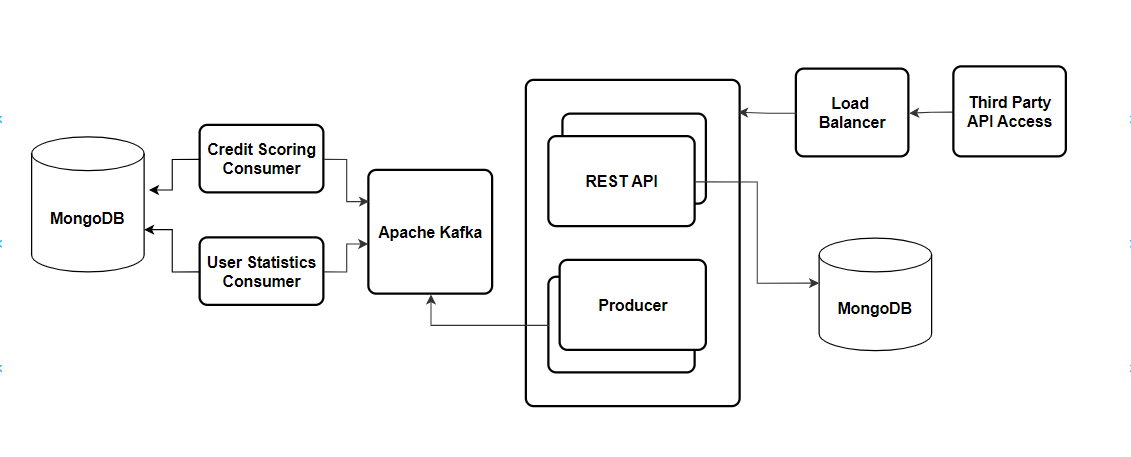 Credit Scoring
Consumer
MongoDB
User Statistics
Consumer
Apache Kafka
REST API
Producer
Load
Balancer
Third Party
API Access
MongoDB